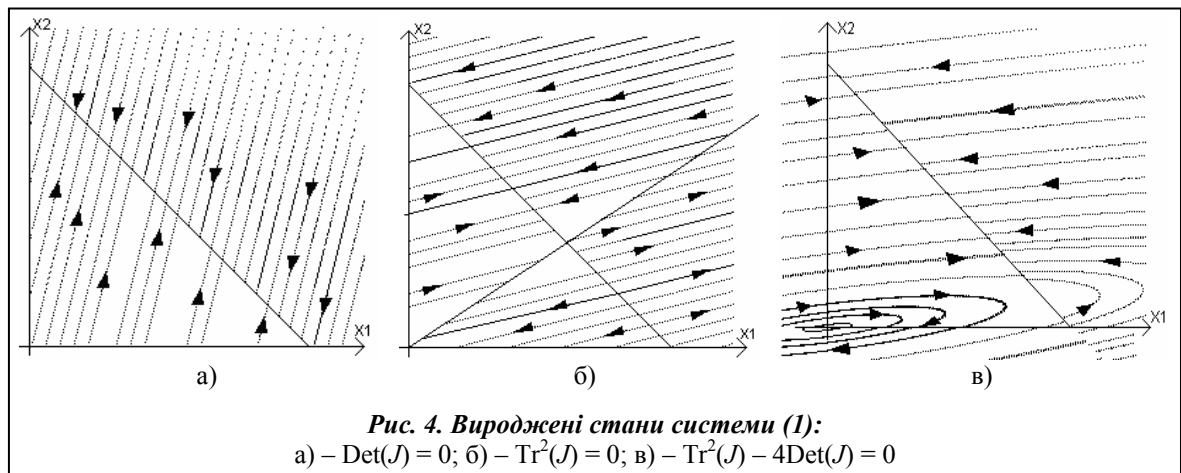 X2
X2
X2
X1
X1
X1
а)
б)
в)
Рис. 4. Вироджені стани системи (1):
а) – Det(J) = 0; б) – Tr²(J) = 0; в) – Tr²(J) – 4Det(J) = 0